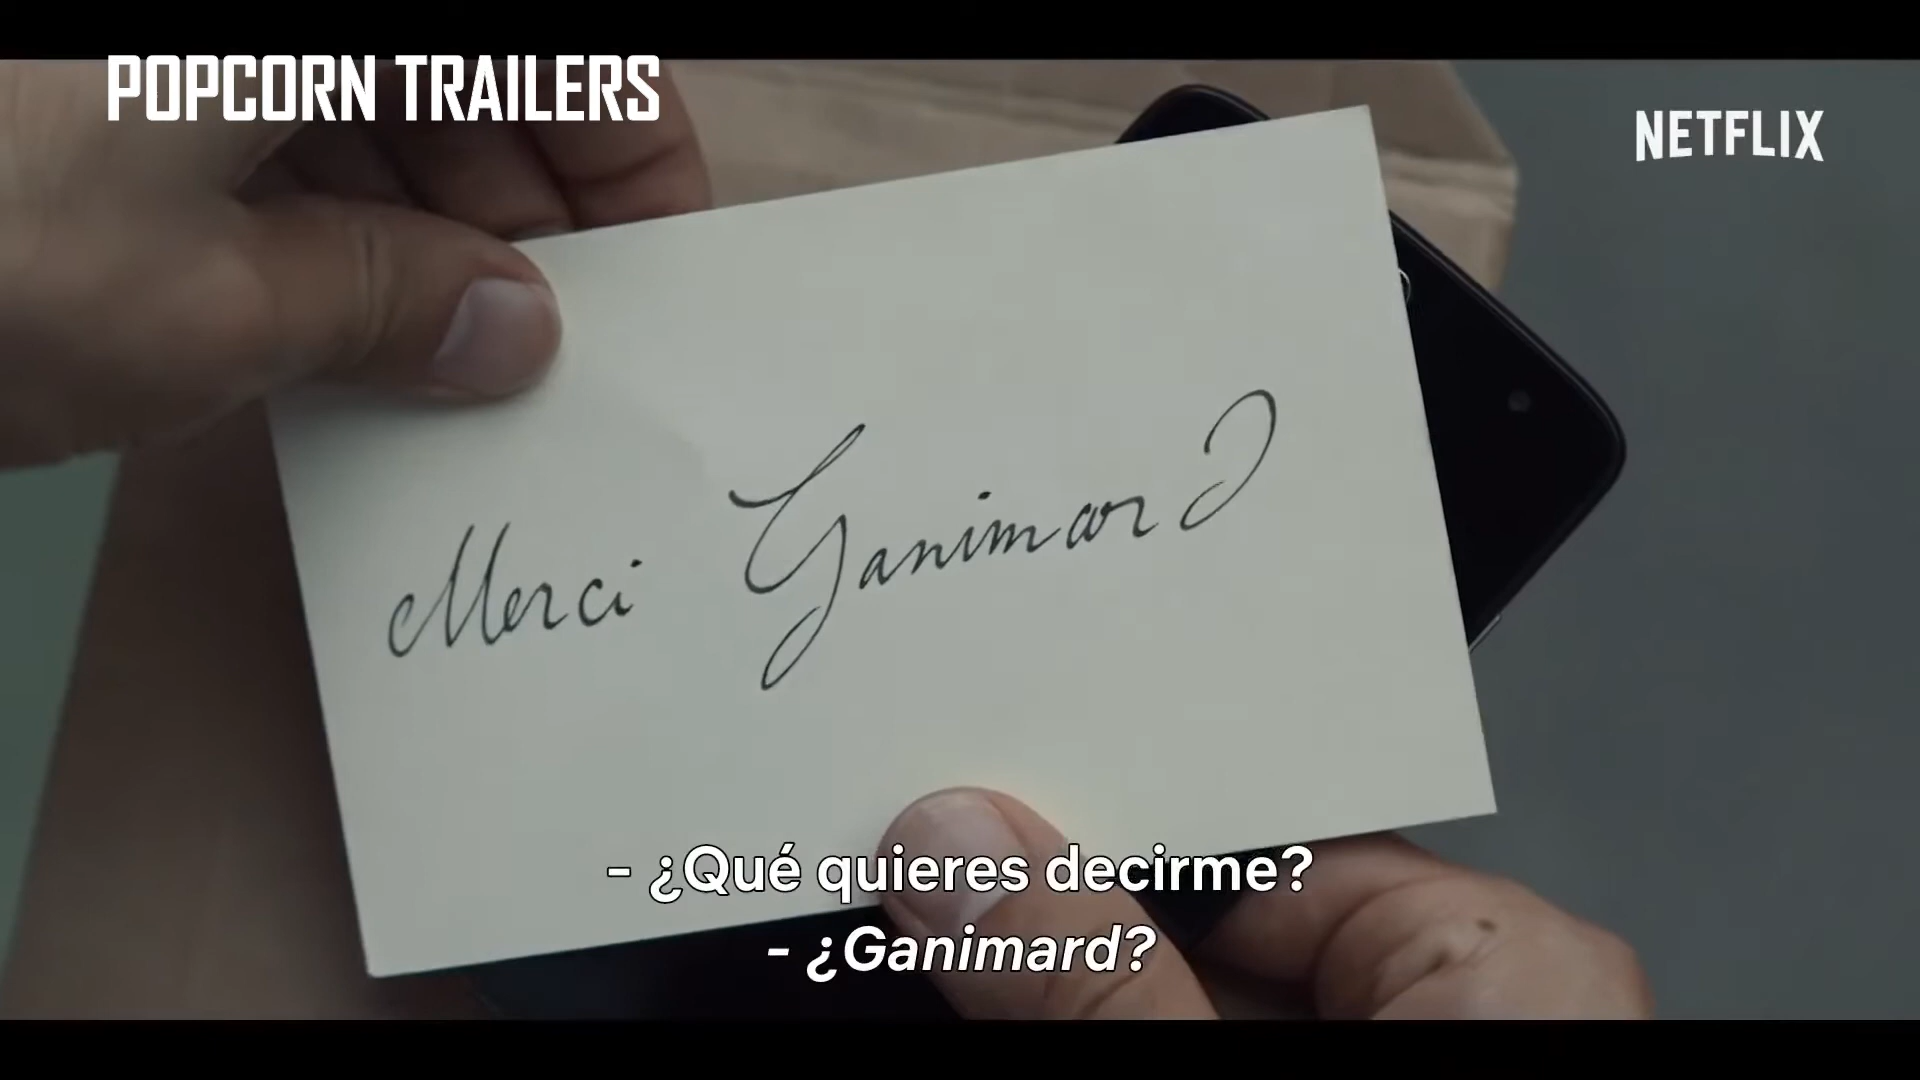 POPCORN TRAILERS
NETFLIX
Merci Ganimard
- ¿Qué quieres decirme?
- ¿Ganimard?